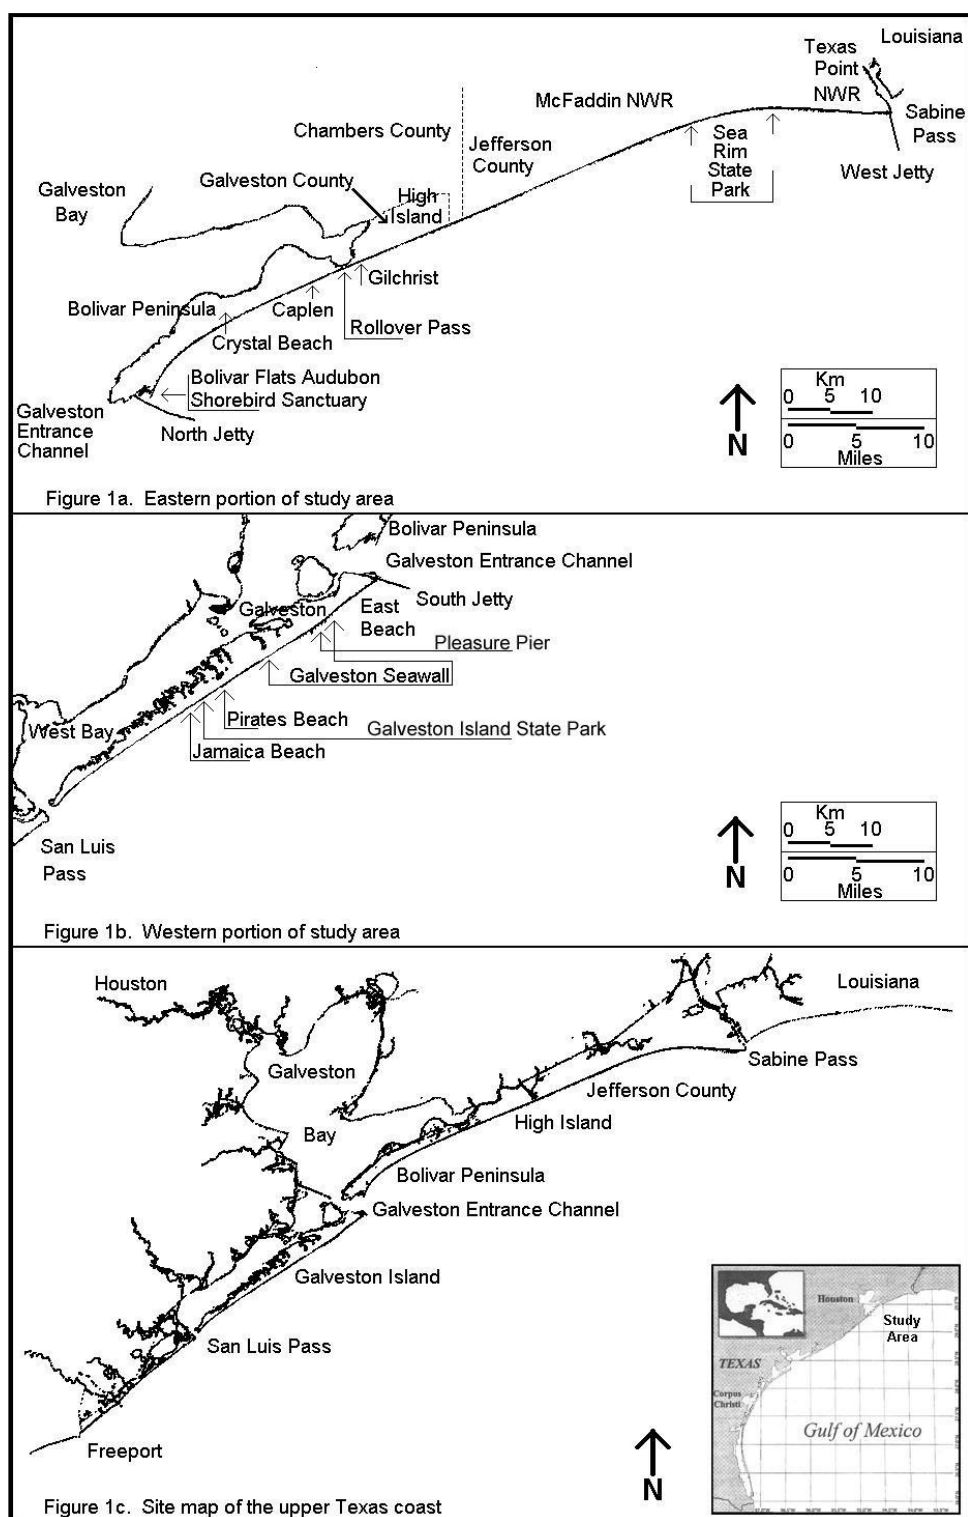 Louisiana
Texas
Point
NWR
McFaddin NWR
Sabine
Pass
Chambers County
Jefferson
County
Sea
Rim
State
Park
West Jetty
Galveston County
High
Island
Galveston
Bay
Gilchrist
Bolivar Peninsula
Caplen
Rollover Pass
Crystal Beach
Bolivar Flats Audubon
Shorebird Sanctuary
Galveston
Entrance
Channel
North Jetty
N
Km
0 5 10
0 5 10
Miles
Figure 1a. Eastern portion of study area
Bolivar Peninsula
Galveston Entrance Channel
South Jetty
Galveston
East
Beach
Pleasure Pier
Galveston Seawall
Pirates Beach
West Bay
Galveston Island State Park
Jamaica Beach
San Luis
Pass
N
Km
0 5 10
0 5 10
Miles
Figure 1b. Western portion of study area
Houston
Louisiana
Galveston
Sabine Pass
Jefferson County
High Island
Bay
Bolivar Peninsula
Galveston Entrance Channel
Galveston Island
San Luis Pass
Freeport
N
Houston
Study
Area
TEXAS
Corpus
Christi
Gulf of Mexico
Figure 1c. Site map of the upper Texas coast